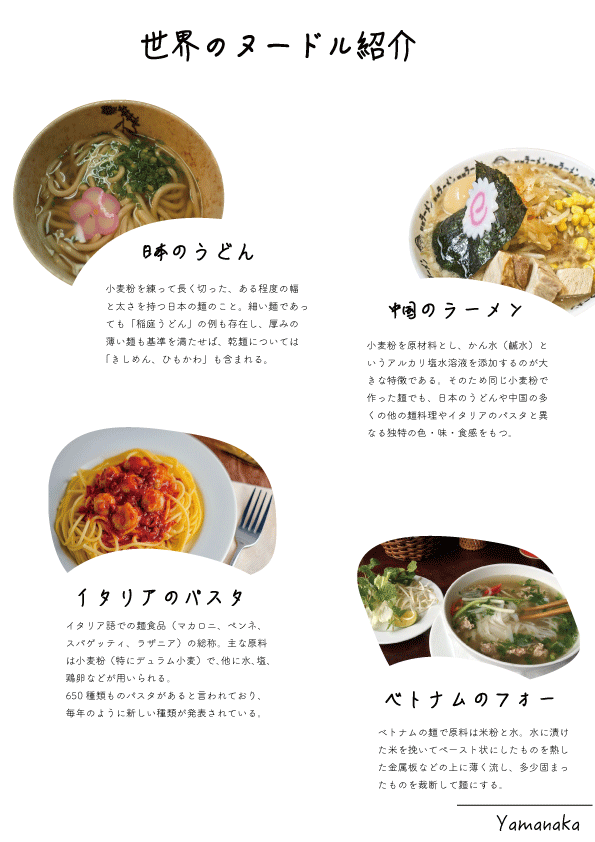 世界のヌードル紹介
日本のうどん
小麦粉を練って長く切った、ある程度の幅
と太さを持つ日本の麺のこと。細い麺であっ
ても「稲庭うどん」の例も存在し、厚みの
薄い麺も基準を満たせば、乾麺については
「きしめん、ひもかわ」も含まれる。
中国のラーメン
小麦粉を原材料とし、かん水（鹹水）と
いうアルカリ塩水溶液を添加するのが大
きな特徴である。そのため同じ小麦粉で
作った麺でも、日本のうどんや中国の多
くの他の麺料理やイタリアのパスタと異
なる独特の色・味・食感をもつ。
イタリアのパスタ
イタリア語での麺食品（マカロニ、ペンネ、
スパゲッティ、ラザニア）の総称。主な原料
は小麦粉（特にデュラム小麦）で、他に水、塩、
鶏卵などが用いられる。
650 種類ものパスタがあると言われており、
毎年のように新しい種類が発表されている。
ベトナムのフォー
ベトナムの麺で原料は米粉と水。水に漬け
た米を挽いてペースト状にしたものを熱し
た金属板などの上に薄く流し、多少固まっ
たものを裁断して麺にする。
Yamanaka